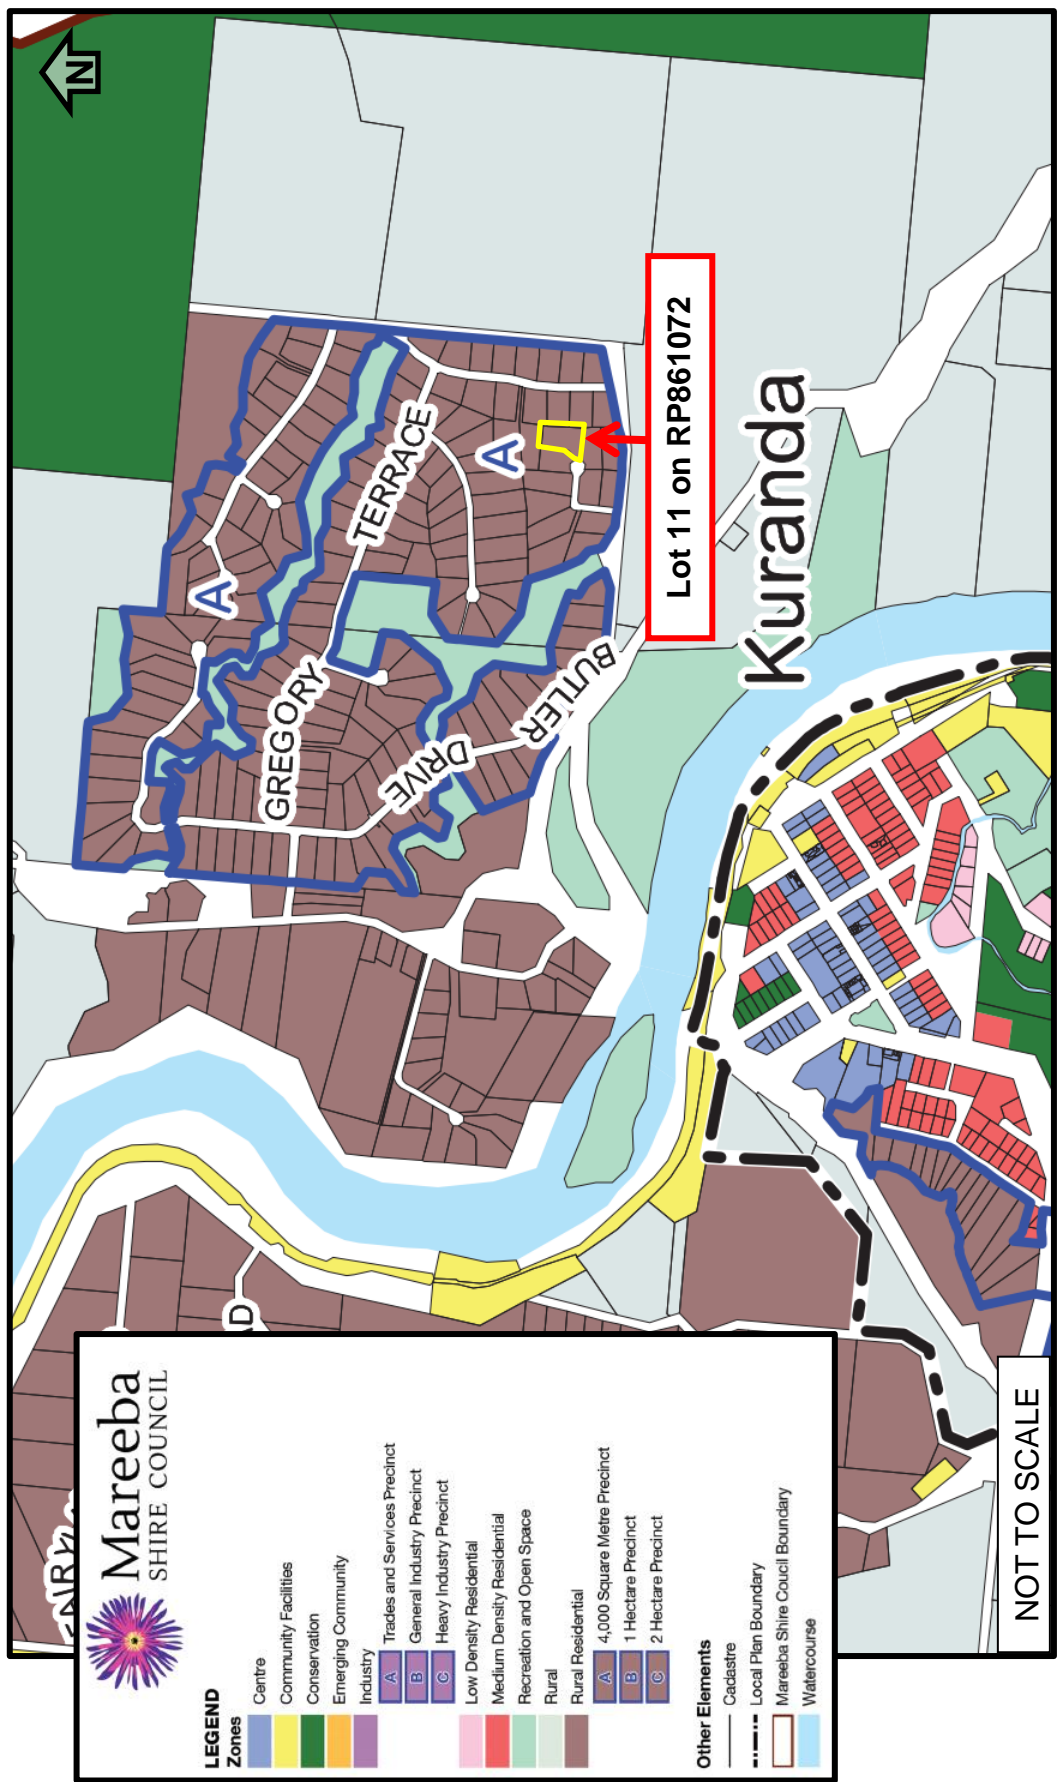 N
A
A
GREGORY TERRACE
BUTLER DRIVE
Lot 11 on RP861072
Kuranda
AD
NOT TO SCALE
Mareeba
SHIRE COUNCIL
LEGEND
Zones
Centre
Community Facilities
Conservation
Emerging Community
Industry
A Trades and Services Precinct
B General Industry Precinct
C Heavy Industry Precinct
Low Density Residential
Medium Density Residential
Recreation and Open Space
Rural
Rural Residential
A 4,000 Square Metre Precinct
B 1 Hectare Precinct
C 2 Hectare Precinct
Other Elements
Cadastre
Local Plan Boundary
Mareeba Shire Coucil Boundary
Watercourse